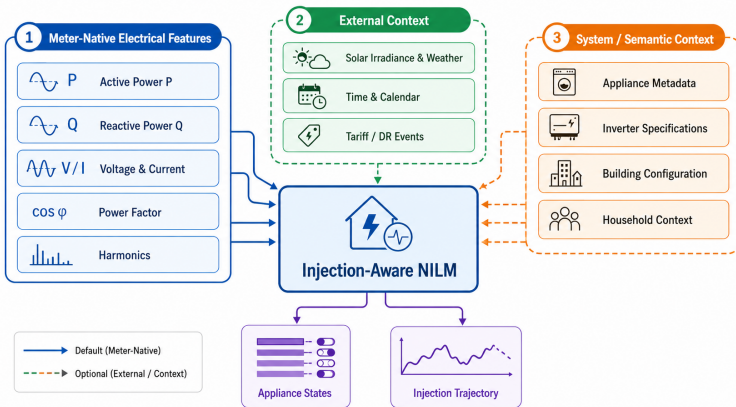 1 Meter-Native Electrical Features
P Active Power P
Q Reactive Power Q
V/I Voltage & Current
cos φ Power Factor
Harmonics
2 External Context
Solar Irradiance & Weather
Time & Calendar
Tariff / DR Events
3 System / Semantic Context
Appliance Metadata
Inverter Specifications
Building Configuration
Household Context
Injection-Aware NILM
Appliance States
Injection Trajectory
Default (Meter-Native)
Optional (External / Context)